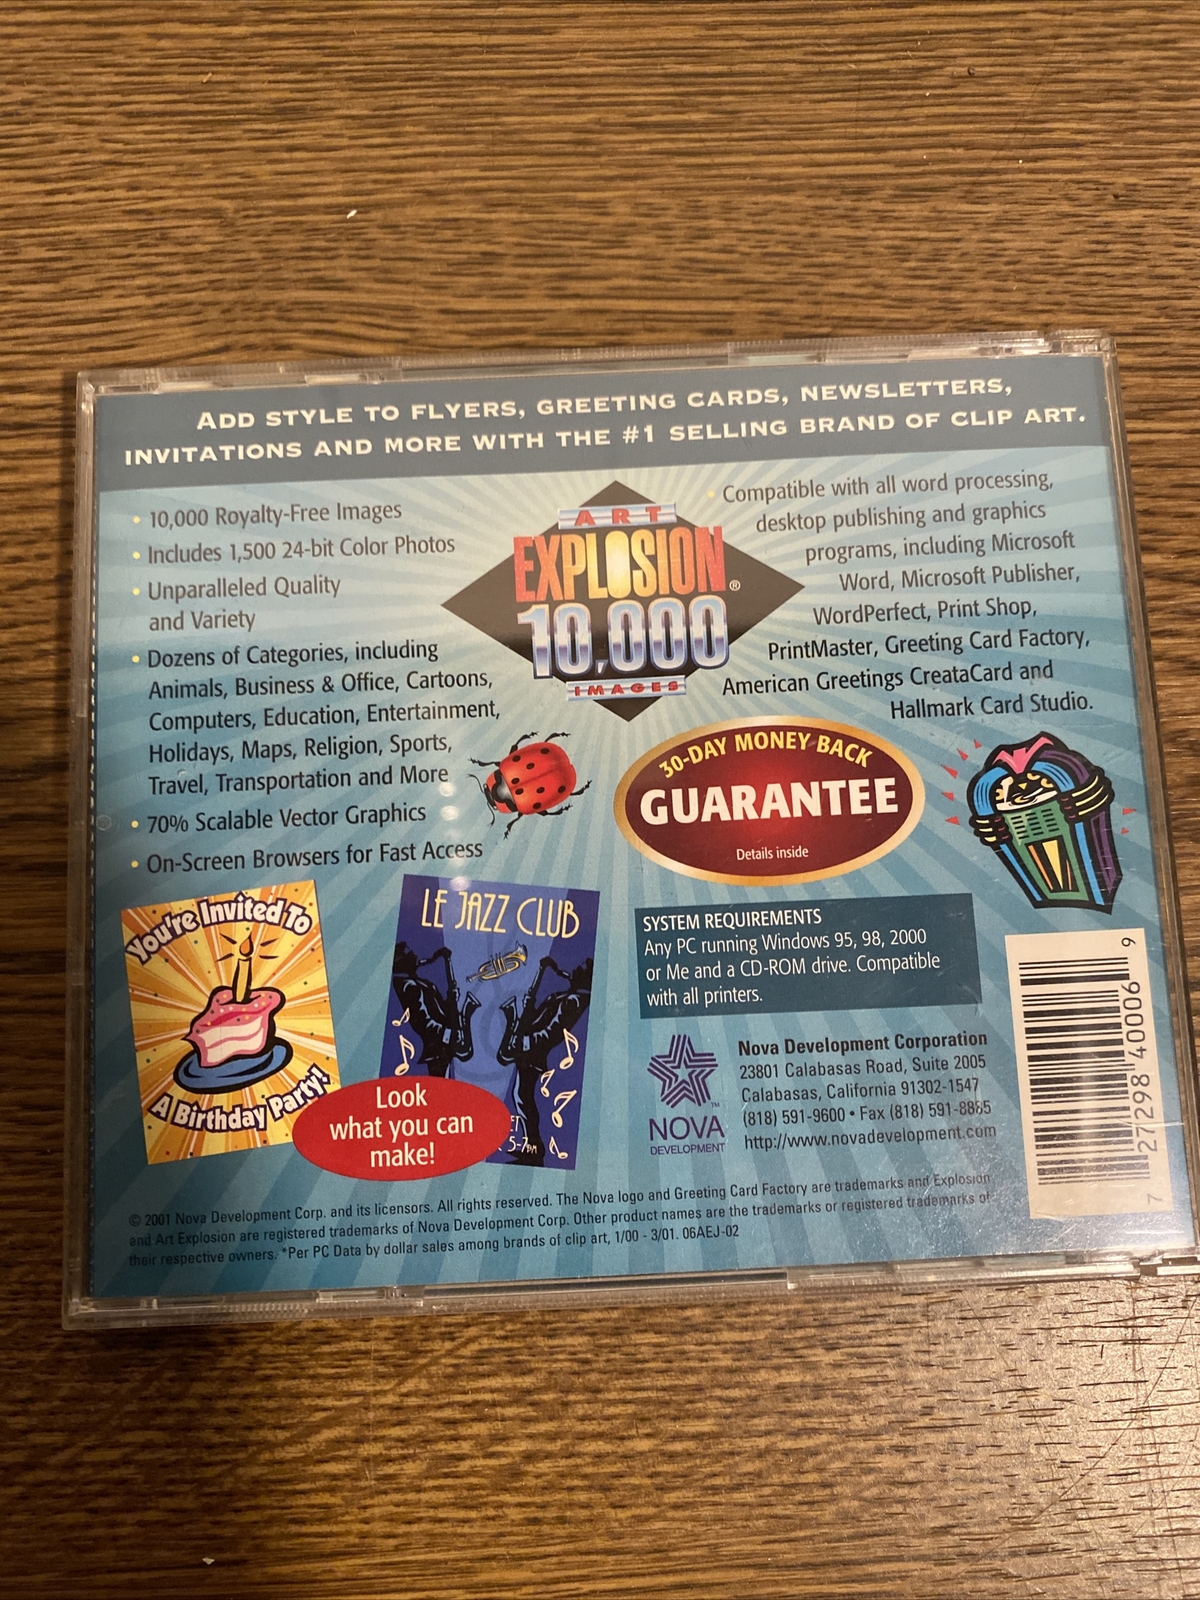 ADD STYLE TO FLYERS, GREETING CARDS, NEWSLETTERS,
INVITATIONS AND MORE WITH THE #1 SELLING BRAND OF CLIP ART.
• 10,000 Royalty-Free Images
• Includes 1,500 24-bit Color Photos
• Unparalleled Quality
and Variety
• Dozens of Categories, including
Animals, Business & Office, Cartoons,
Computers, Education, Entertainment,
Holidays, Maps, Religion, Sports,
Travel, Transportation and More
• 70% Scalable Vector Graphics
• On-Screen Browsers for Fast Access
ART
EXPLOSION®
10,000
IMAGES
• Compatible with all word processing,
desktop publishing and graphics
programs, including Microsoft
Word, Microsoft Publisher,
WordPerfect, Print Shop,
PrintMaster, Greeting Card Factory,
American Greetings CreataCard and
Hallmark Card Studio.
30-DAY MONEY BACK
GUARANTEE
Details inside
You're Invited To
A Birthday Party!
LE JAZZ CLUB
5-7PM
Look
what you can
make!
SYSTEM REQUIREMENTS
Any PC running Windows 95, 98, 2000
or Me and a CD-ROM drive. Compatible
with all printers.
NOVA
DEVELOPMENT
™
Nova Development Corporation
23801 Calabasas Road, Suite 2005
Calabasas, California 91302-1547
(818) 591-9600 • Fax (818) 591-8885
http://www.novadevelopment.com
7 27298 40006 9
© 2001 Nova Development Corp. and its licensors. All rights reserved. The Nova logo and Greeting Card Factory are trademarks and Explosion
and Art Explosion are registered trademarks of Nova Development Corp. Other product names are the trademarks or registered trademarks of
their respective owners. *Per PC Data by dollar sales among brands of clip art, 1/00 - 3/01. 06AEJ-02